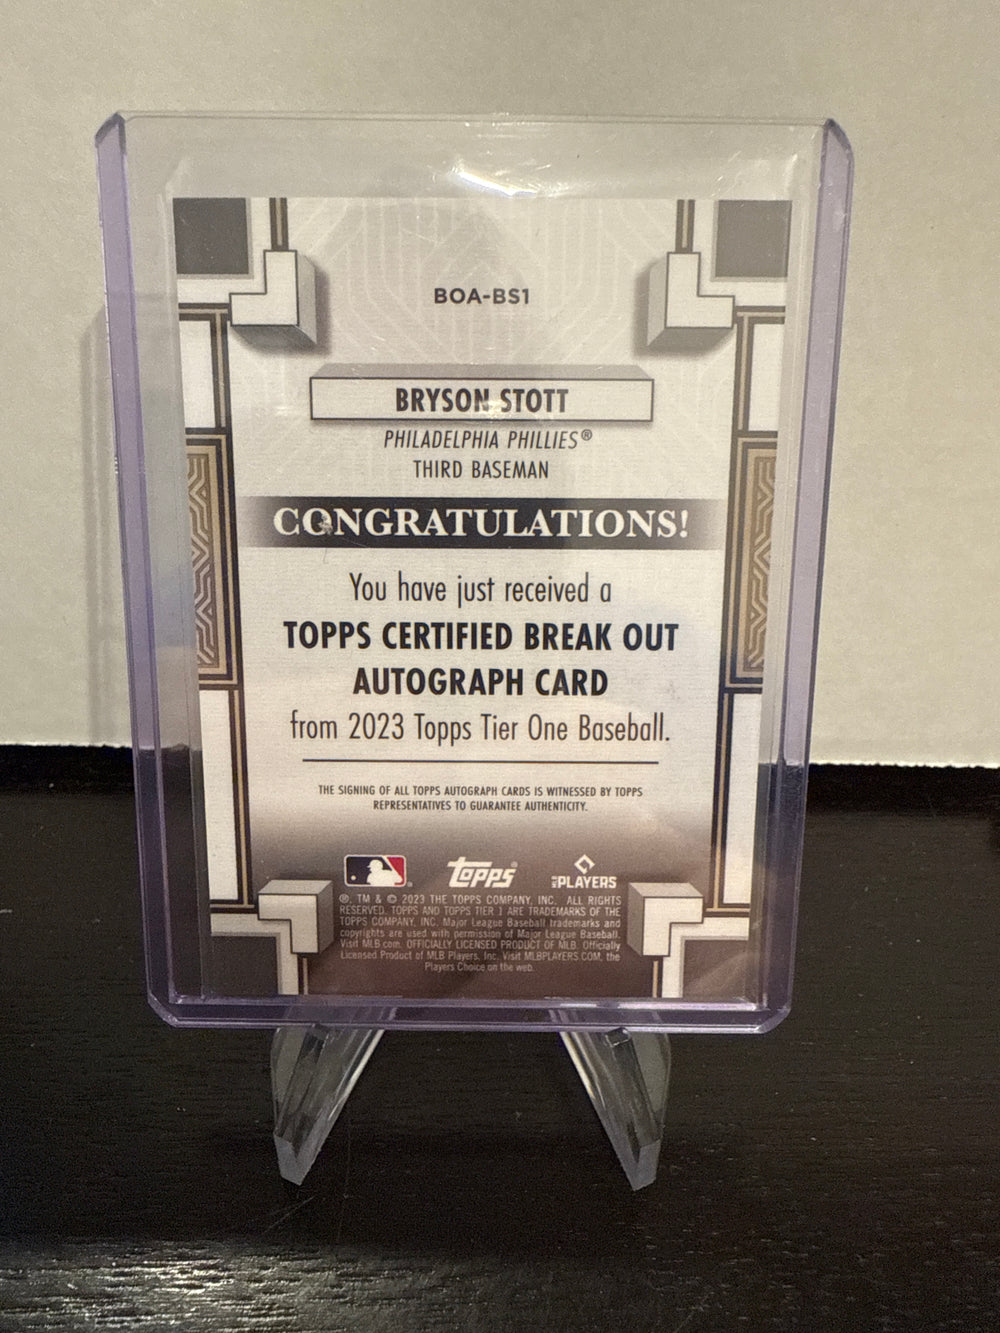 BOA-BS1
BRYSON STOTT
PHILADELPHIA PHILLIES®
THIRD BASEMAN
CONGRATULATIONS!
You have just received a
TOPPS CERTIFIED BREAK OUT
AUTOGRAPH CARD
from 2023 Topps Tier One Baseball.
THE SIGNING OF ALL TOPPS AUTOGRAPH CARDS IS WITNESSED BY TOPPS
REPRESENTATIVES TO GUARANTEE AUTHENTICITY.
topps® MLB PLAYERS
®, TM & © 2023 THE TOPPS COMPANY, INC. ALL RIGHTS
RESERVED. TOPPS AND TOPPS TIER 1 ARE TRADEMARKS OF THE
TOPPS COMPANY, INC. Major League Baseball trademarks and
copyrights are used with permission of Major League Baseball.
Visit MLB.com. OFFICIALLY LICENSED PRODUCT OF MLB. Officially
Licensed Product of MLB Players, Inc. Visit MLBPLAYERS.COM, the
Players Choice on the web.